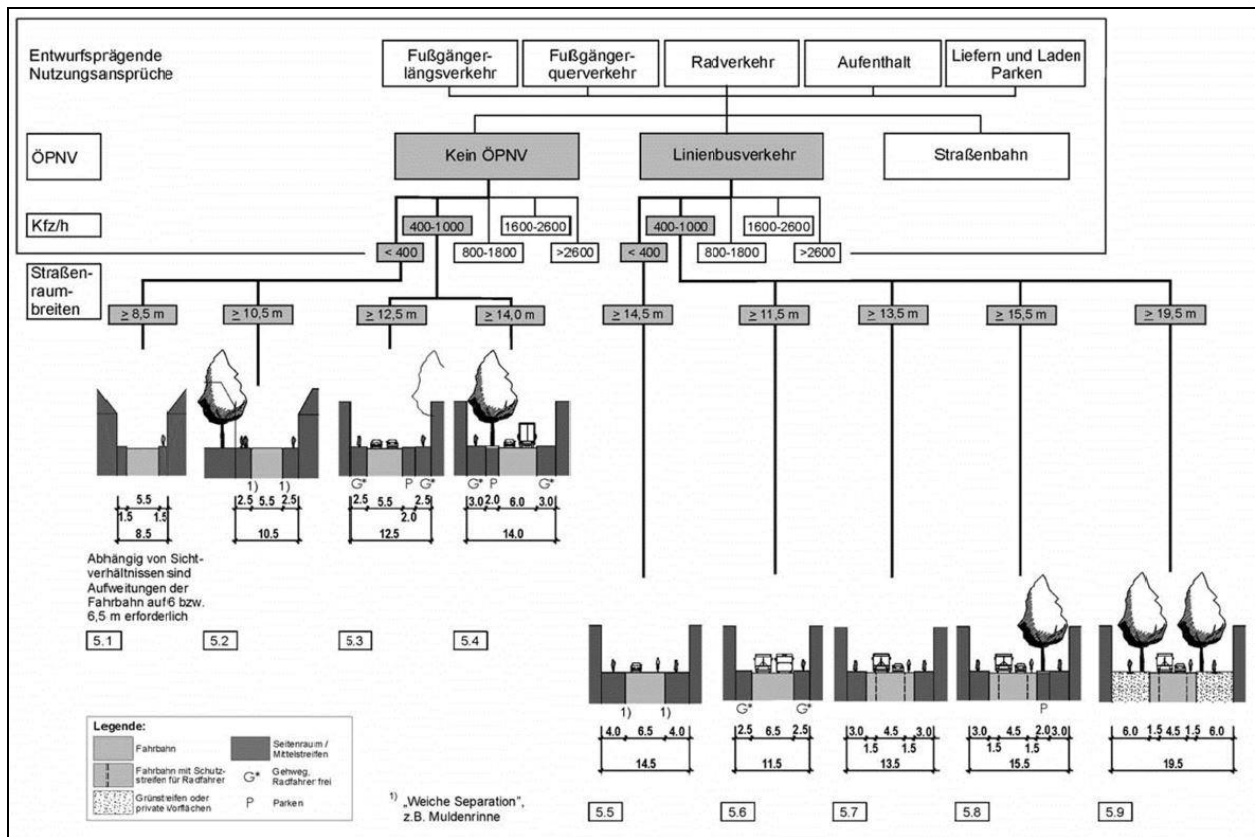 Entwurfsprägende
Nutzungsansprüche
Fußgänger-
längsverkehr
Fußgänger-
querverkehr
Radverkehr
Aufenthalt
Liefern und Laden
Parken
ÖPNV
Kein ÖPNV
Linienbusverkehr
Straßenbahn
Kfz/h
< 400
400-1000
800-1800
1600-2600
>2600
< 400
400-1000
800-1800
1600-2600
>2600
Straßen-
raum-
breiten
≥ 8,5 m
≥ 10,5 m
≥ 12,5 m
≥ 14,0 m
≥ 14,5 m
≥ 11,5 m
≥ 13,5 m
≥ 15,5 m
≥ 19,5 m
5.5
1.5 1.5
8.5
1) 1)
2.5 5.5 2.5
10.5
G* P G*
2.5 5.5 2.5
2.0
12.5
G* P G*
3.0 2.0 6.0 3.0
14.0
Abhängig von Sicht-
verhältnissen sind
Aufweitungen der
Fahrbahn auf 6 bzw.
6,5 m erforderlich
5.1
5.2
5.3
5.4
1) 1)
4.0 6.5 4.0
14.5
G* G*
2.5 6.5 2.5
11.5
3.0 4.5 3.0
1.5 1.5
13.5
P
3.0 4.5 2.0 3.0
1.5 1.5
15.5
6.0 1.5 4.5 1.5 6.0
19.5
Legende:
Fahrbahn
Fahrbahn mit Schutz-
streifen für Radfahrer
Grünstreifen oder
private Vorflächen
Seitenraum /
Mittelstreifen
G* Gehweg,
Radfahrer frei
P Parken
1) „Weiche Separation",
z.B. Muldenrinne
5.5
5.6
5.7
5.8
5.9